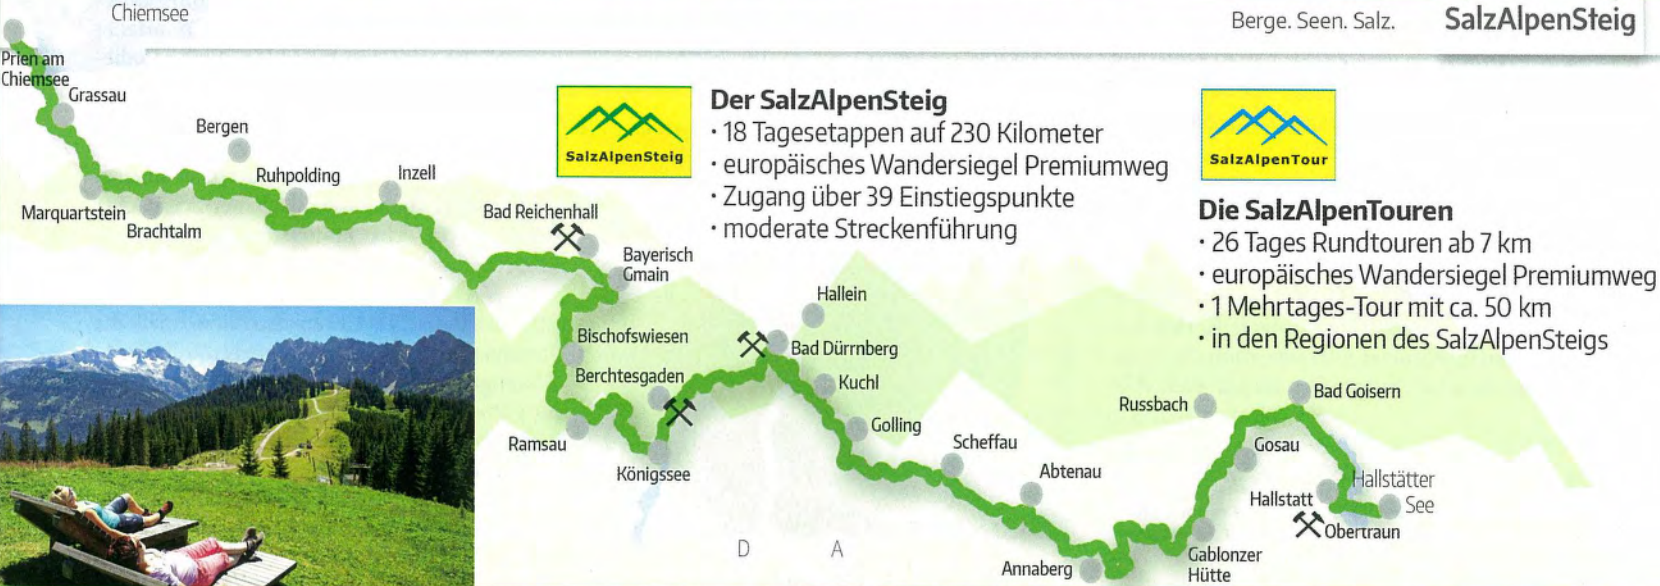 Chiemsee
Berge. Seen. Salz.
SalzAlpenSteig
Prien am
Chiemsee
Grassau
Bergen
Ruhpolding
Inzell
Marquartstein
Brachtalm
Bad Reichenhall
Bayerisch
Gmain
SalzAlpenSteig
Der SalzAlpenSteig
· 18 Tagesetappen auf 230 Kilometer
· europäisches Wandersiegel Premiumweg
· Zugang über 39 Einstiegspunkte
· moderate Streckenführung
SalzAlpenTour
Die SalzAlpenTouren
· 26 Tages Rundtouren ab 7 km
· europäisches Wandersiegel Premiumweg
· 1 Mehrtages-Tour mit ca. 50 km
· in den Regionen des SalzAlpenSteigs
Hallein
Bischofswiesen
Bad Dürrnberg
Berchtesgaden
Kuchl
Ramsau
Golling
Königssee
Scheffau
Abtenau
Russbach
Bad Goisern
Gosau
Hallstätter
See
Hallstatt
Obertraun
D
A
Annaberg
Gablonzer
Hütte